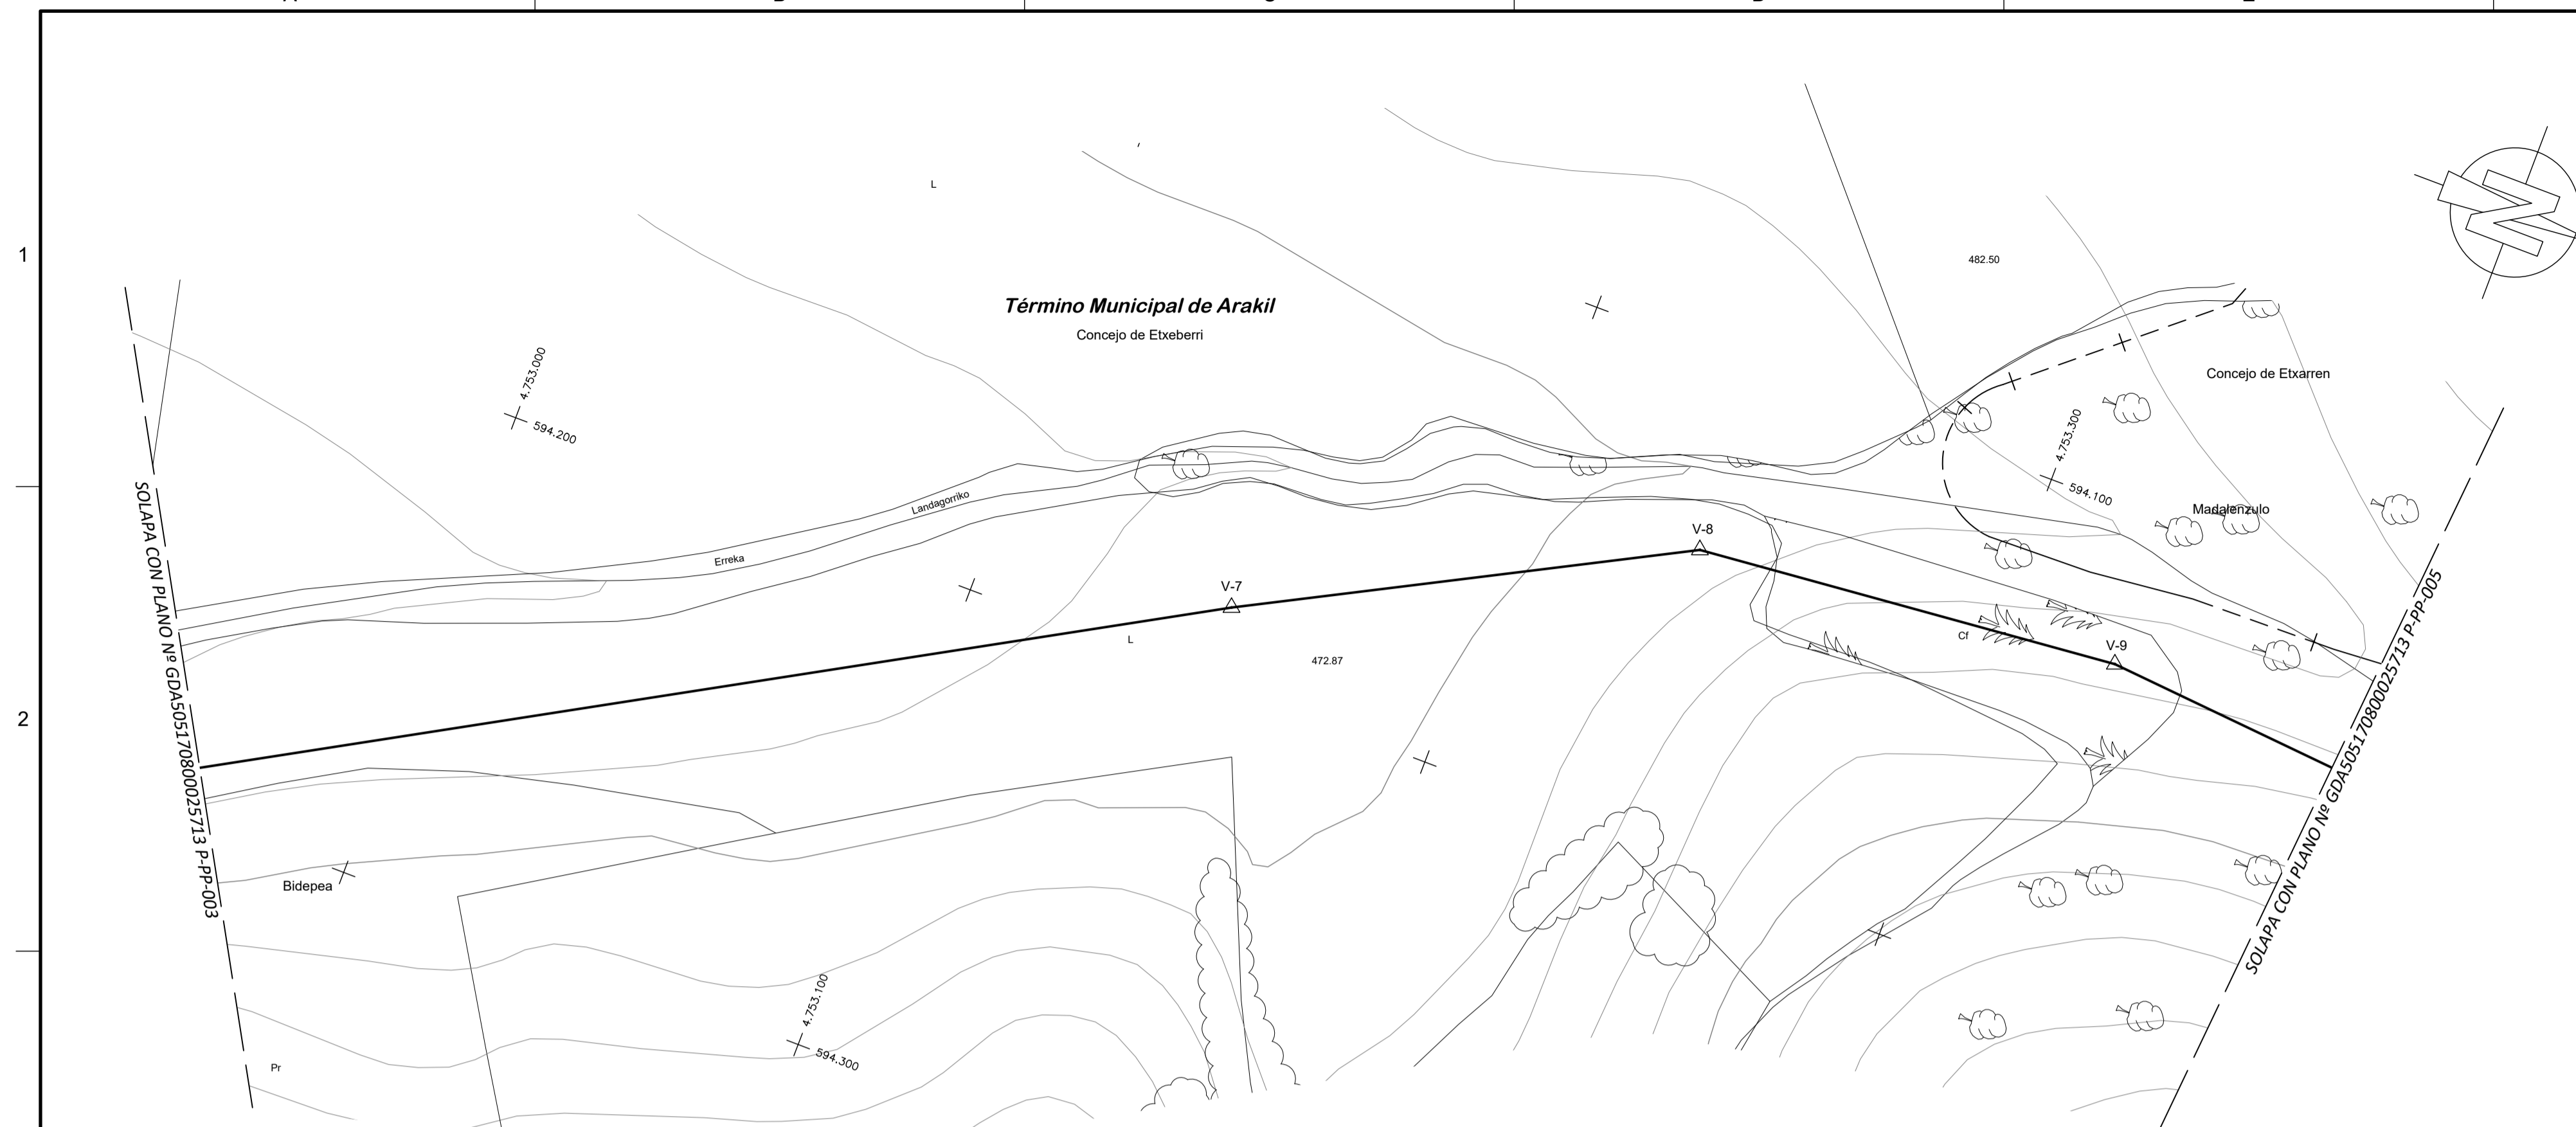 1
L
482.50
Término Municipal de Arakil
Concejo de Etxeberri
4.753.000
594.200
Concejo de Etxarren
4.753.300
594.100
Madalenzulo
Landagorriko
Erreka
V-8
V-7
L
472.87
Cf
V-9
2
SOLAPA CON PLANO Nº GDA5051708000025713 P-PP-003
SOLAPA CON PLANO Nº GDA5051708000025713 P-PP-005
Bidepea
4.753.100
594.300
Pr